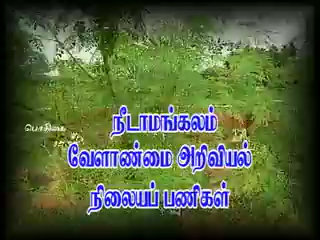 பொதிகை
நீடாமங்கலம்
வேளாண்மை அறிவியல்
நிலையப் பணிகள்